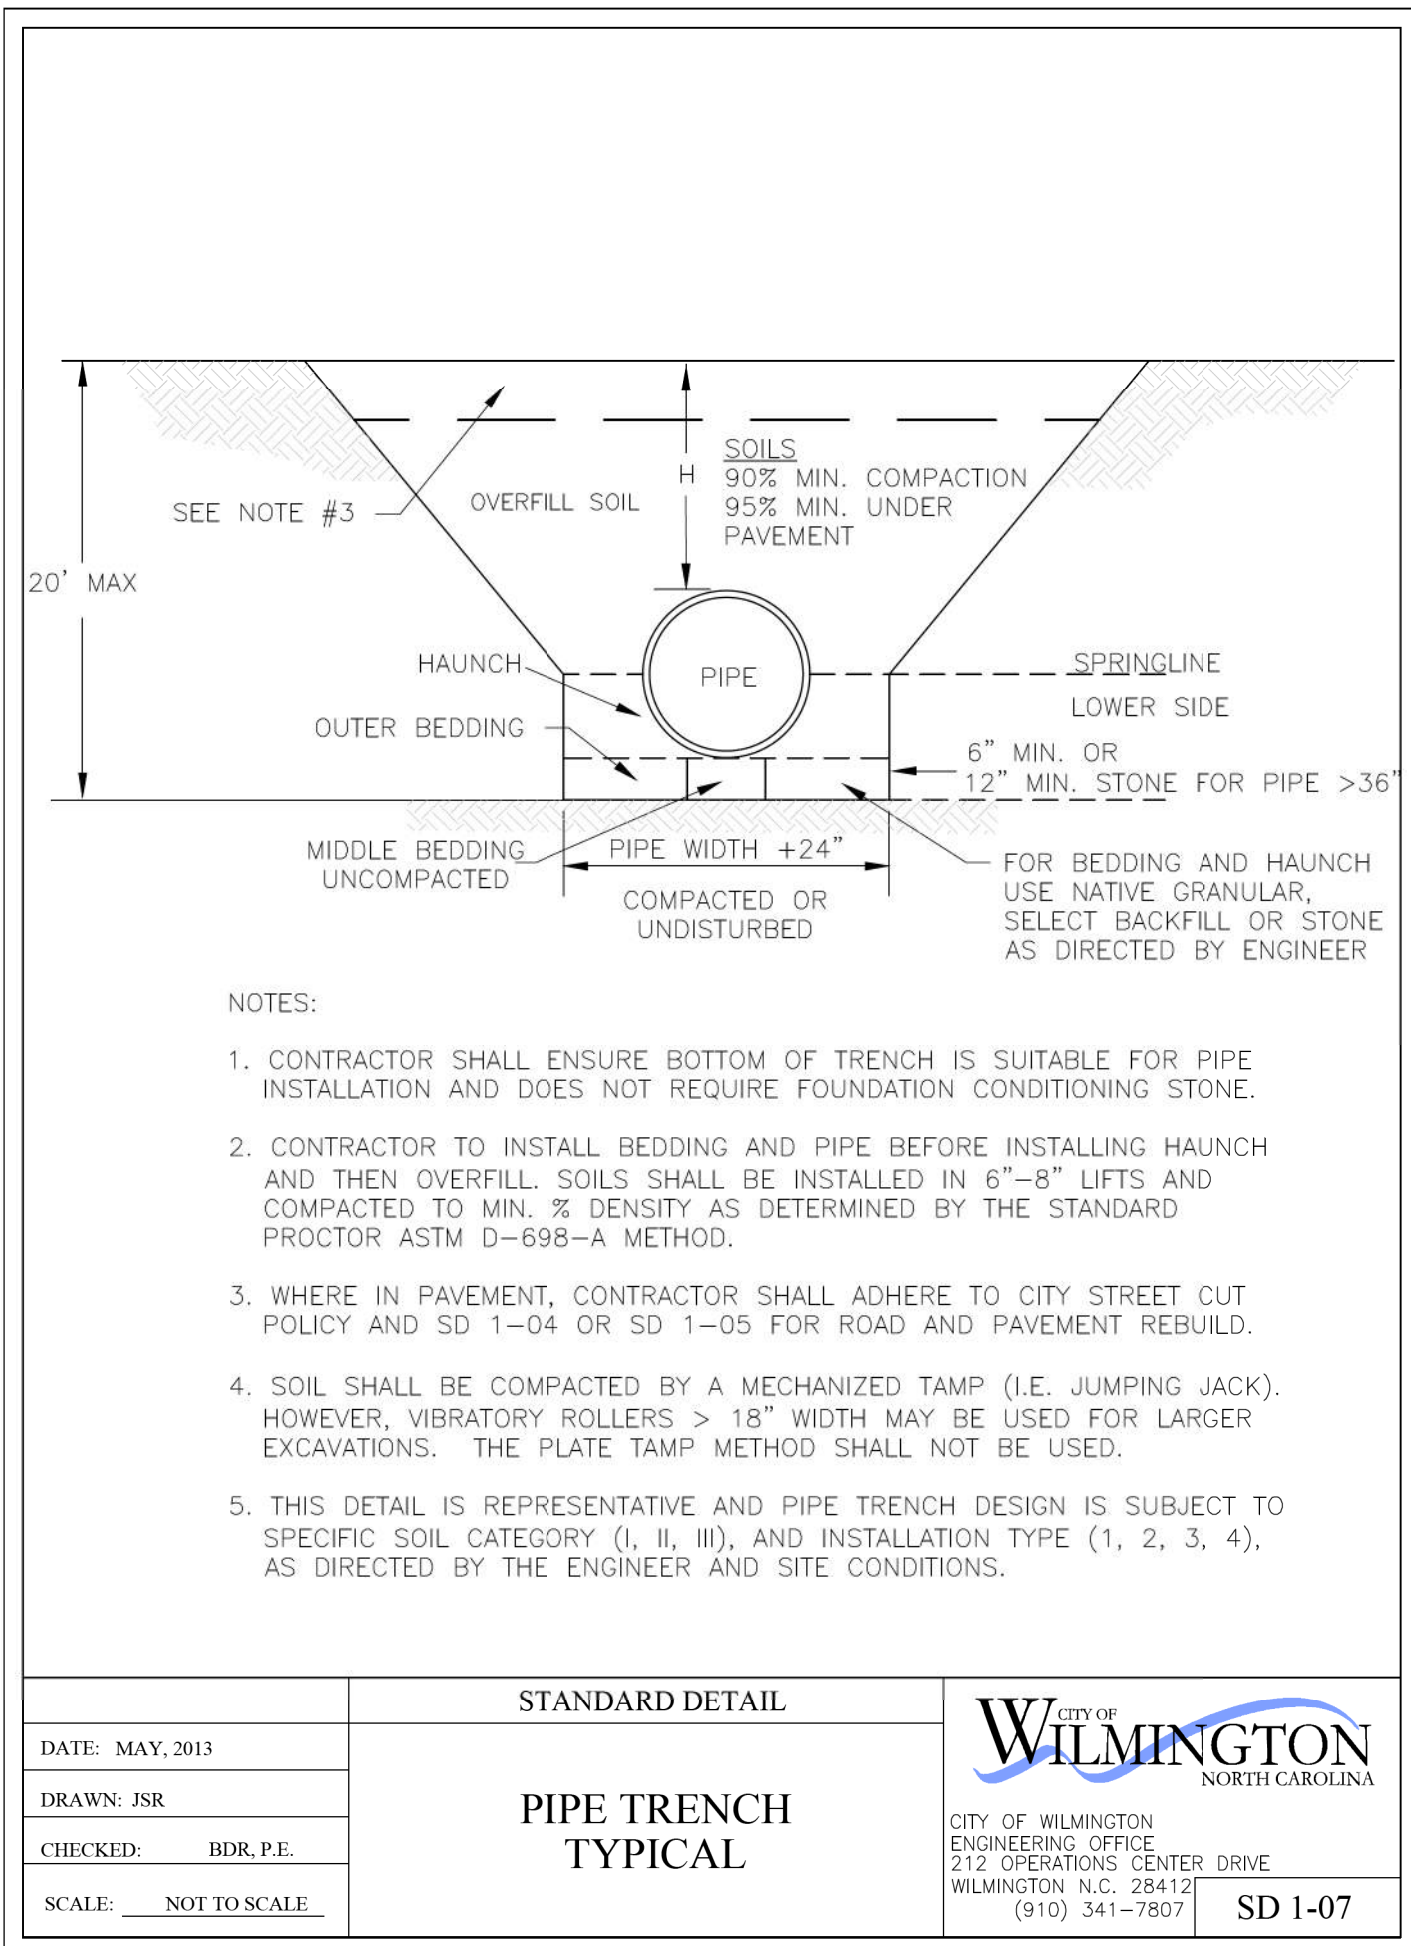 SOILS
90% MIN. COMPACTION
95% MIN. UNDER
PAVEMENT
H
OVERFILL SOIL
SEE NOTE #3
20' MAX
HAUNCH
PIPE
SPRINGLINE
LOWER SIDE
OUTER BEDDING
6" MIN. OR
12" MIN. STONE FOR PIPE >36"
MIDDLE BEDDING
UNCOMPACTED
PIPE WIDTH +24"
COMPACTED OR
UNDISTURBED
FOR BEDDING AND HAUNCH
USE NATIVE GRANULAR,
SELECT BACKFILL OR STONE
AS DIRECTED BY ENGINEER
NOTES:
1. CONTRACTOR SHALL ENSURE BOTTOM OF TRENCH IS SUITABLE FOR PIPE
INSTALLATION AND DOES NOT REQUIRE FOUNDATION CONDITIONING STONE.
2. CONTRACTOR TO INSTALL BEDDING AND PIPE BEFORE INSTALLING HAUNCH
AND THEN OVERFILL. SOILS SHALL BE INSTALLED IN 6"-8" LIFTS AND
COMPACTED TO MIN. % DENSITY AS DETERMINED BY THE STANDARD
PROCTOR ASTM D-698-A METHOD.
3. WHERE IN PAVEMENT, CONTRACTOR SHALL ADHERE TO CITY STREET CUT
POLICY AND SD 1-04 OR SD 1-05 FOR ROAD AND PAVEMENT REBUILD.
4. SOIL SHALL BE COMPACTED BY A MECHANIZED TAMP (I.E. JUMPING JACK).
HOWEVER, VIBRATORY ROLLERS > 18" WIDTH MAY BE USED FOR LARGER
EXCAVATIONS. THE PLATE TAMP METHOD SHALL NOT BE USED.
5. THIS DETAIL IS REPRESENTATIVE AND PIPE TRENCH DESIGN IS SUBJECT TO
SPECIFIC SOIL CATEGORY (I, II, III), AND INSTALLATION TYPE (1, 2, 3, 4),
AS DIRECTED BY THE ENGINEER AND SITE CONDITIONS.
DATE: MAY, 2013
DRAWN: JSR
CHECKED: BDR, P.E.
SCALE: NOT TO SCALE
STANDARD DETAIL
PIPE TRENCH
TYPICAL
CITY OF
WILMINGTON
NORTH CAROLINA
CITY OF WILMINGTON
ENGINEERING OFFICE
212 OPERATIONS CENTER DRIVE
WILMINGTON N.C. 28412
(910) 341-7807
SD 1-07